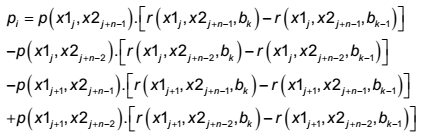 p_i = p(x1_j, x2_{j+n-1}).[r(x1_j, x2_{j+n-1}, b_k) − r(x1_j, x2_{j+n-1}, b_{k-1})]
−p(x1_j, x2_{j+n-2}).[r(x1_j, x2_{j+n-2}, b_k) − r(x1_j, x2_{j+n-2}, b_{k-1})]
−p(x1_{j+1}, x2_{j+n-1}).[r(x1_{j+1}, x2_{j+n-1}, b_k) − r(x1_{j+1}, x2_{j+n-1}, b_{k-1})]
+p(x1_{j+1}, x2_{j+n-2}).[r(x1_{j+1}, x2_{j+n-2}, b_k) − r(x1_{j+1}, x2_{j+n-2}, b_{k-1})]